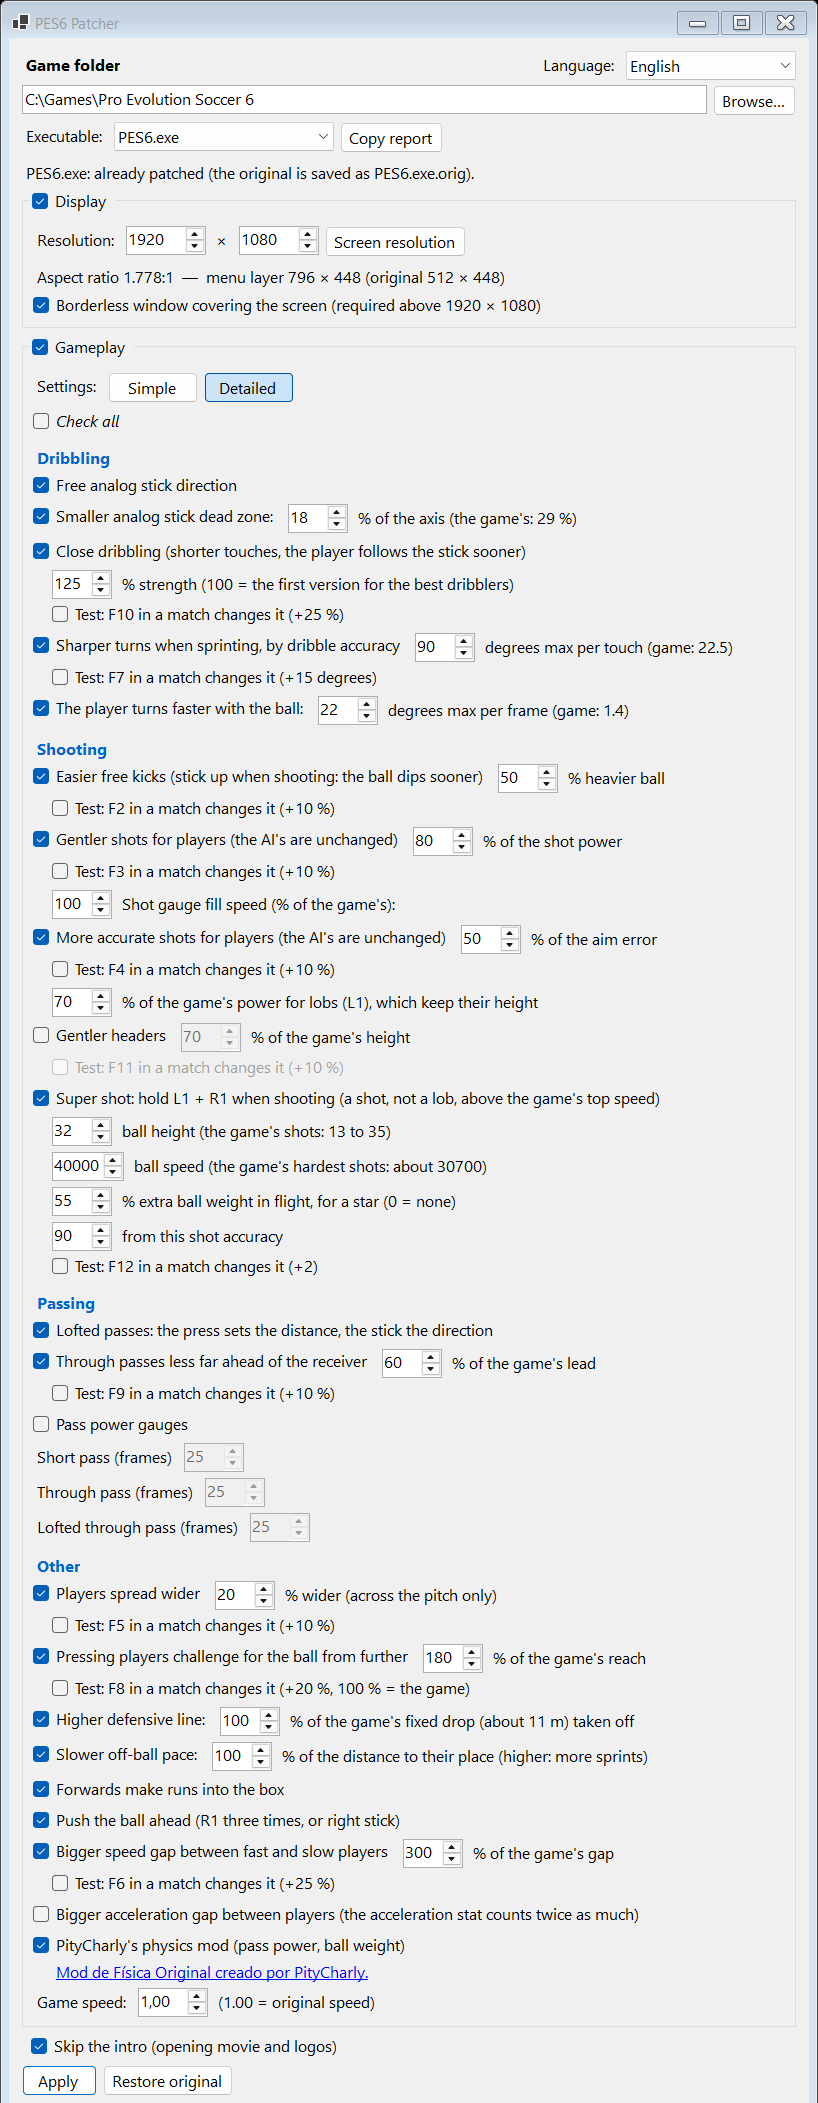 PES6 Patcher
Game folder Language: English
C:\Games\Pro Evolution Soccer 6 Browse...
Executable: PES6.exe Copy report
PES6.exe: already patched (the original is saved as PES6.exe.orig).
Display
Resolution: 1920 × 1080 Screen resolution
Aspect ratio 1.778:1 — menu layer 796 × 448 (original 512 × 448)
Borderless window covering the screen (required above 1920 × 1080)
Gameplay
Settings: Simple Detailed
Check all
Dribbling
Free analog stick direction
Smaller analog stick dead zone: 18 % of the axis (the game's: 29 %)
Close dribbling (shorter touches, the player follows the stick sooner)
125 % strength (100 = the first version for the best dribblers)
Test: F10 in a match changes it (+25 %)
Sharper turns when sprinting, by dribble accuracy 90 degrees max per touch (game: 22.5)
Test: F7 in a match changes it (+15 degrees)
The player turns faster with the ball: 22 degrees max per frame (game: 1.4)
Shooting
Easier free kicks (stick up when shooting: the ball dips sooner) 50 % heavier ball
Test: F2 in a match changes it (+10 %)
Gentler shots for players (the AI's are unchanged) 80 % of the shot power
Test: F3 in a match changes it (+10 %)
100 Shot gauge fill speed (% of the game's):
More accurate shots for players (the AI's are unchanged) 50 % of the aim error
Test: F4 in a match changes it (+10 %)
70 % of the game's power for lobs (L1), which keep their height
Gentler headers 70 % of the game's height
Test: F11 in a match changes it (+10 %)
Super shot: hold L1 + R1 when shooting (a shot, not a lob, above the game's top speed)
32 ball height (the game's shots: 13 to 35)
40000 ball speed (the game's hardest shots: about 30700)
55 % extra ball weight in flight, for a star (0 = none)
90 from this shot accuracy
Test: F12 in a match changes it (+2)
Passing
Lofted passes: the press sets the distance, the stick the direction
Through passes less far ahead of the receiver 60 % of the game's lead
Test: F9 in a match changes it (+10 %)
Pass power gauges
Short pass (frames) 25
Through pass (frames) 25
Lofted through pass (frames) 25
Other
Players spread wider 20 % wider (across the pitch only)
Test: F5 in a match changes it (+10 %)
Pressing players challenge for the ball from further 180 % of the game's reach
Test: F8 in a match changes it (+20 %, 100 % = the game)
Higher defensive line: 100 % of the game's fixed drop (about 11 m) taken off
Slower off-ball pace: 100 % of the distance to their place (higher: more sprints)
Forwards make runs into the box
Push the ball ahead (R1 three times, or right stick)
Bigger speed gap between fast and slow players 300 % of the game's gap
Test: F6 in a match changes it (+25 %)
Bigger acceleration gap between players (the acceleration stat counts twice as much)
PityCharly's physics mod (pass power, ball weight)
Mod de Física Original creado por PityCharly.
Game speed: 1,00 (1.00 = original speed)
Skip the intro (opening movie and logos)
Apply Restore original